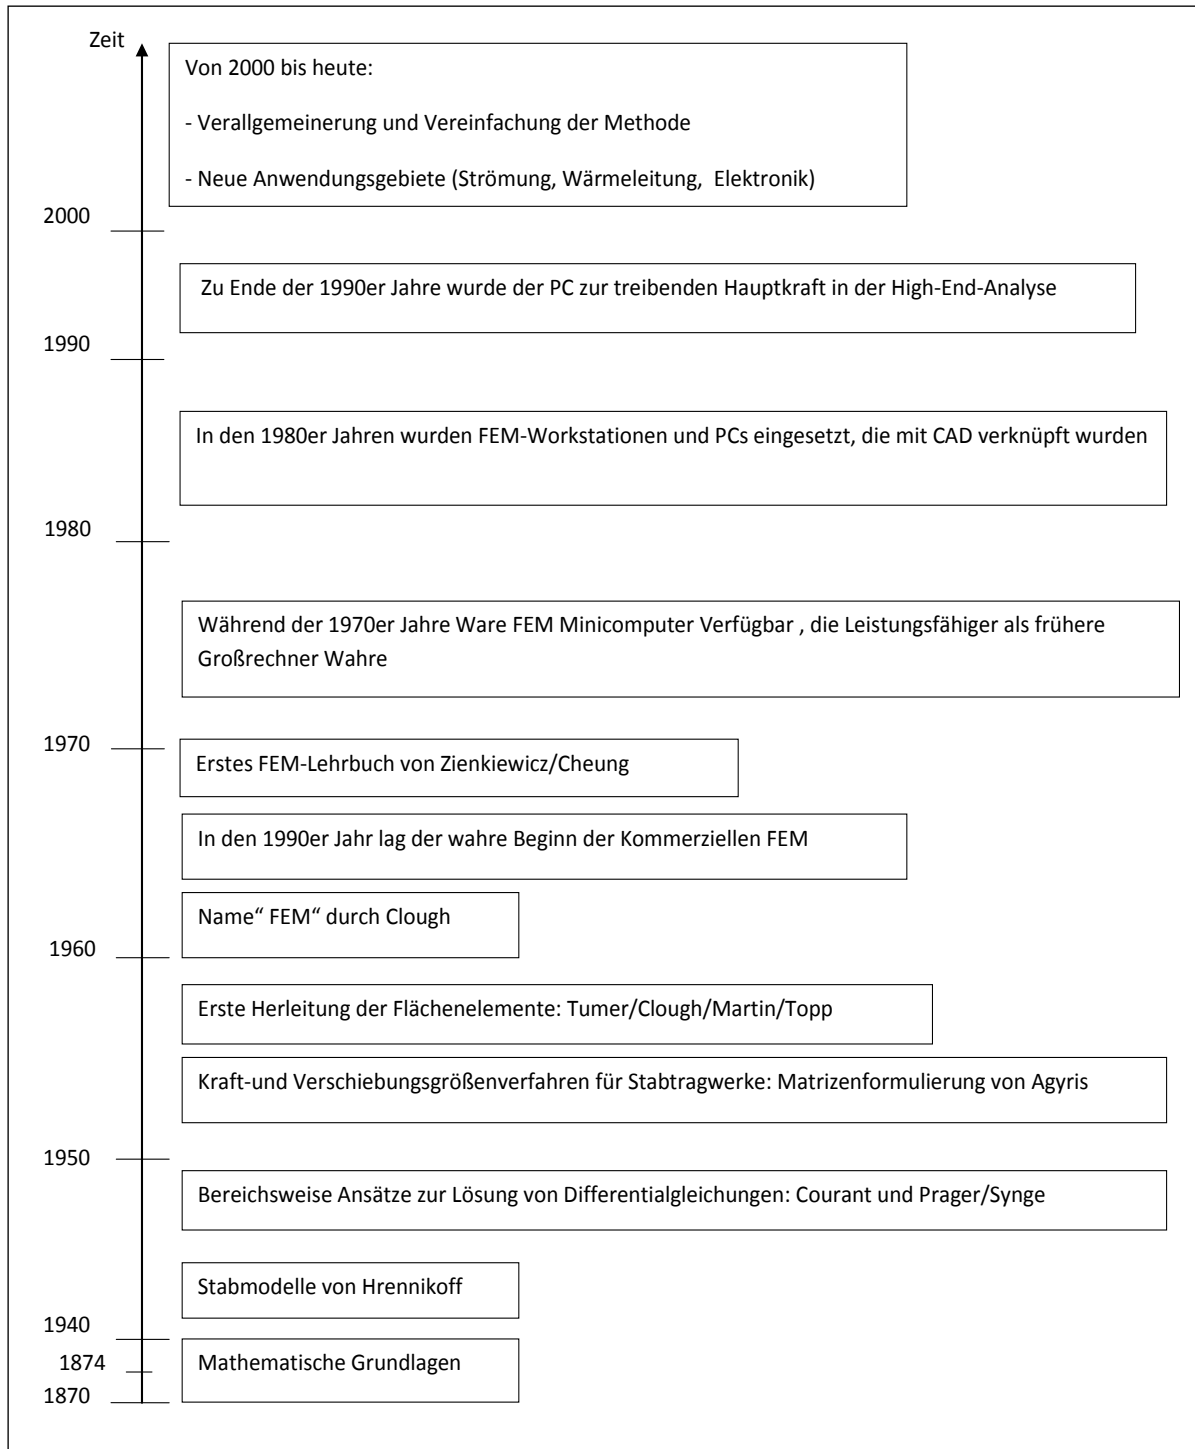 Zeit
Von 2000 bis heute:
- Verallgemeinerung und Vereinfachung der Methode
- Neue Anwendungsgebiete (Strömung, Wärmeleitung,  Elektronik)
2000
Zu Ende der 1990er Jahre wurde der PC zur treibenden Hauptkraft in der High-End-Analyse
1990
In den 1980er Jahren wurden FEM-Workstationen und PCs eingesetzt, die mit CAD verknüpft wurden
1980
Während der 1970er Jahre Ware FEM Minicomputer Verfügbar , die Leistungsfähiger als frühere
Großrechner Wahre
1970
Erstes FEM-Lehrbuch von Zienkiewicz/Cheung
In den 1990er Jahr lag der wahre Beginn der Kommerziellen FEM
Name“ FEM“ durch Clough
1960
Erste Herleitung der Flächenelemente: Tumer/Clough/Martin/Topp
Kraft-und Verschiebungsgrößenverfahren für Stabtragwerke: Matrizenformulierung von Agyris
1950
Bereichsweise Ansätze zur Lösung von Differentialgleichungen: Courant und Prager/Synge
Stabmodelle von Hrennikoff
1940
Mathematische Grundlagen
1874
1870